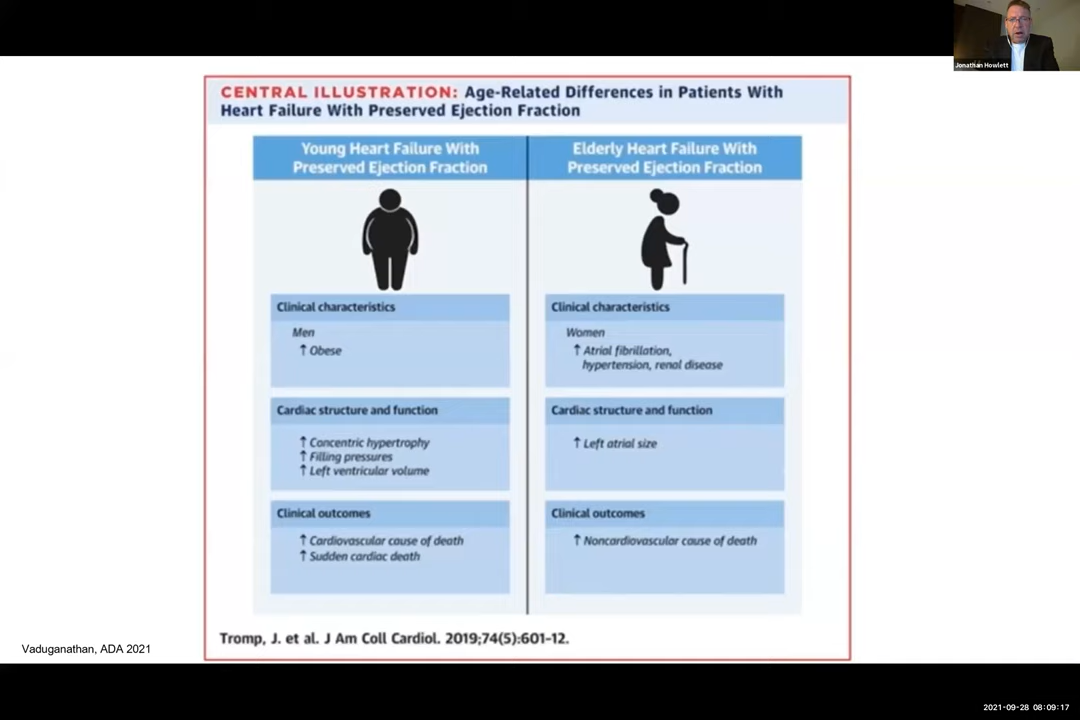 Jonathan Howlett
CENTRAL ILLUSTRATION: Age-Related Differences in Patients With
Heart Failure With Preserved Ejection Fraction
Young Heart Failure With
Preserved Ejection Fraction
Clinical characteristics
Men
↑ Obese
Cardiac structure and function
↑ Concentric hypertrophy
↑ Filling pressures
↑ Left ventricular volume
Clinical outcomes
↑ Cardiovascular cause of death
↑ Sudden cardiac death
Elderly Heart Failure With
Preserved Ejection Fraction
Clinical characteristics
Women
↑ Atrial fibrillation,
hypertension, renal disease
Cardiac structure and function
↑ Left atrial size
Clinical outcomes
↑ Noncardiovascular cause of death
Tromp, J. et al. J Am Coll Cardiol. 2019;74(5):601-12.
Vaduganathan, ADA 2021
2021-09-28 08:09:17